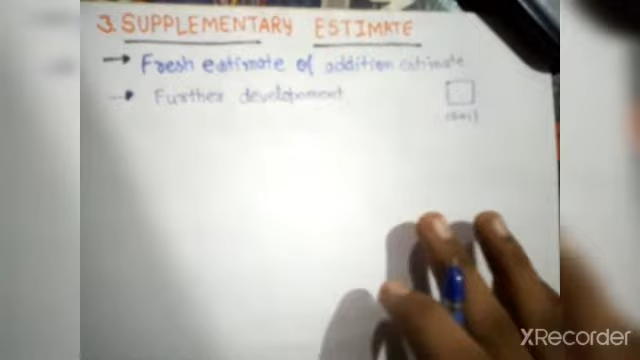 3. SUPPLEMENTARY ESTIMATE
→ Fresh estimate of addition estimate
→ Further development
XRecorder